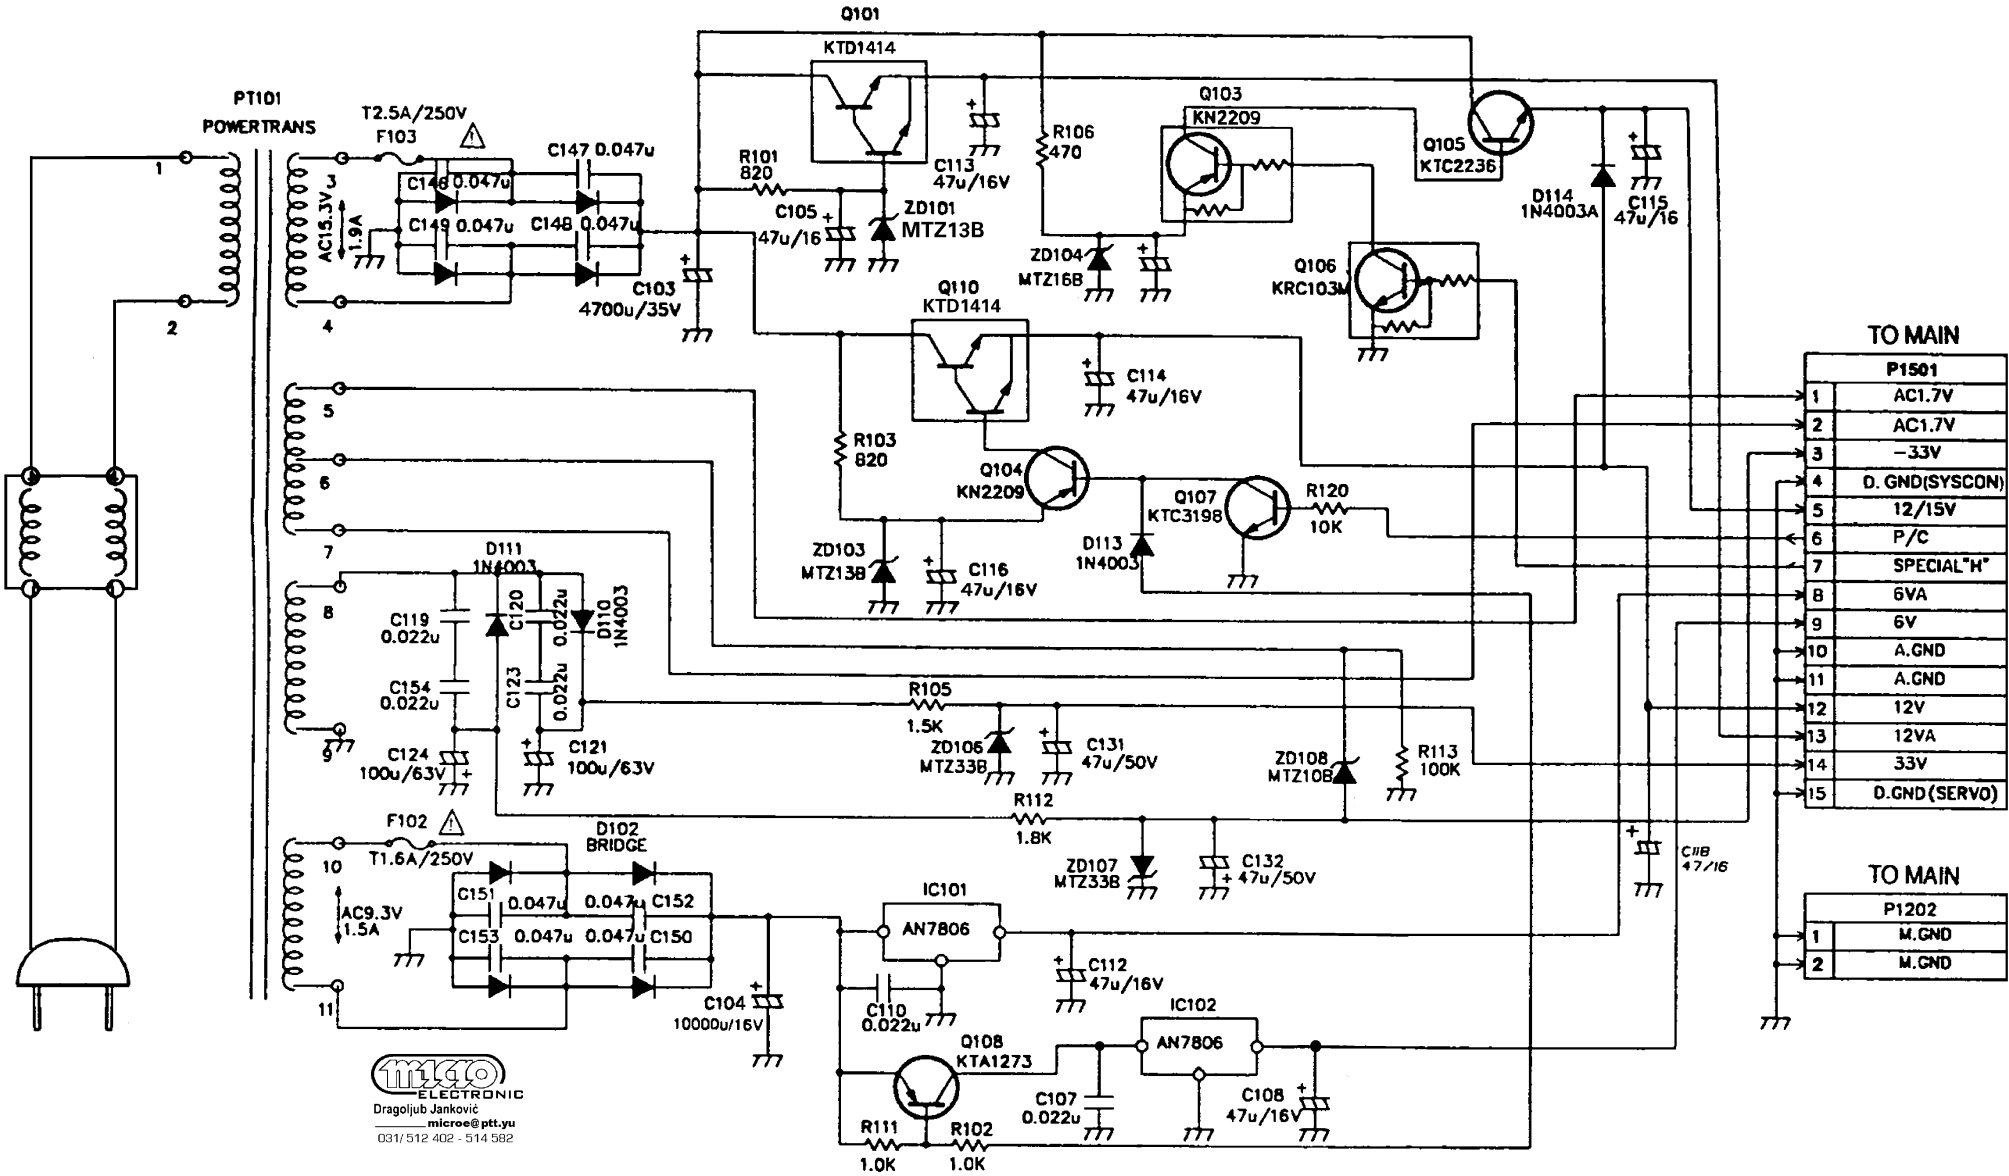 Q101
KTD1414
PT101
POWERTRANS
T2.5A/250V
F103
C147 0.047u
C146 0.047u
C149 0.047u
C148 0.047u
1
2
3
AC15.3V
1.9A
4
R101
820
C105
47u/16
ZD101
MTZ13B
C113
47u/16V
R106
470
Q103
KN2209
Q105
KTC2236
D114
1N4003A
C115
47u/16
ZD104
MTZ16B
Q106
KRC103M
C103
4700u/35V
Q110
KTD1414
C114
47u/16V
5
6
7
R103
820
Q104
KN2209
Q107
KTC3198
R120
10K
ZD103
MTZ13B
C116
47u/16V
D113
1N4003
D111
1N4003
8
C119
0.022u
C120
0.022u
D110
1N4003
C154
0.022u
C123
0.022u
9
C124
100u/63V
C121
100u/63V
R105
1.5K
ZD106
MTZ33B
C131
47u/50V
ZD108
MTZ10B
R113
100K
R112
1.8K
ZD107
MTZ33B
C132
47u/50V
C118
47/16
F102
T1.6A/250V
10
AC9.3V
1.5A
11
D102
BRIDGE
C151
0.047u
0.047u
C152
C153
0.047u
0.047u
C150
C104
10000u/16V
IC101
AN7806
C110
0.022u
C112
47u/16V
IC102
AN7806
Q108
KTA1273
C107
0.022u
C108
47u/16V
R111
1.0K
R102
1.0K
TO MAIN
P1501
1 AC1.7V
2 AC1.7V
3 -33V
4 D. GND(SYSCON)
5 12/15V
6 P/C
7 SPECIAL"H"
8 6VA
9 6V
10 A.GND
11 A.GND
12 12V
13 12VA
14 33V
15 D.GND(SERVO)
TO MAIN
P1202
1 M.GND
2 M.GND
micro
ELECTRONIC
Dragoljub Janković
microe@ptt.yu
031/ 512 402 - 514 582